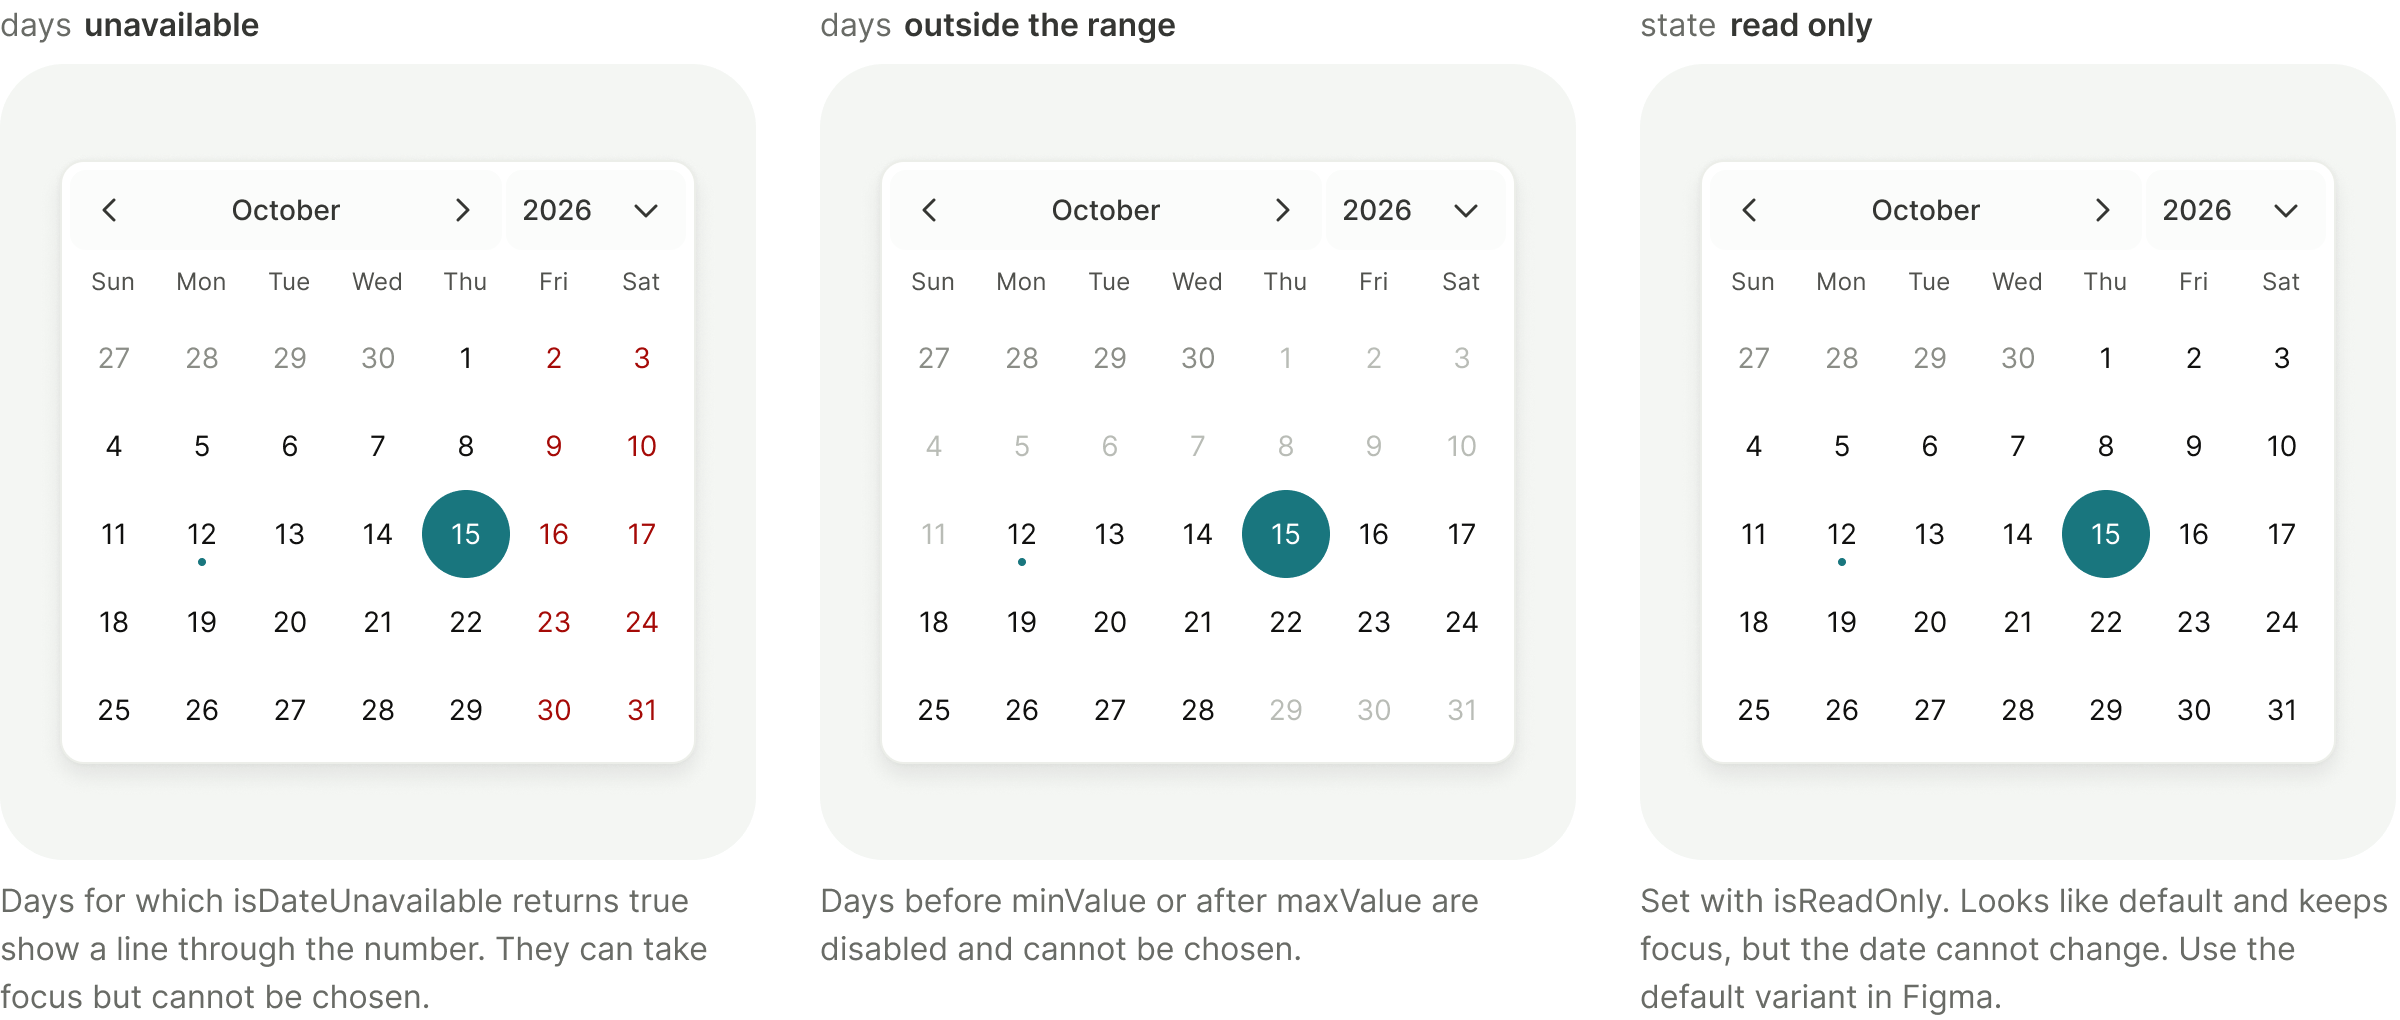 days unavailable
October 2026
Sun Mon Tue Wed Thu Fri Sat
27 28 29 30 1 2 3
4 5 6 7 8 9 10
11 12 13 14 15 16 17
18 19 20 21 22 23 24
25 26 27 28 29 30 31
Days for which isDateUnavailable returns true
show a line through the number. They can take
focus but cannot be chosen.
days outside the range
October 2026
Sun Mon Tue Wed Thu Fri Sat
27 28 29 30 1 2 3
4 5 6 7 8 9 10
11 12 13 14 15 16 17
18 19 20 21 22 23 24
25 26 27 28 29 30 31
Days before minValue or after maxValue are
disabled and cannot be chosen.
state read only
October 2026
Sun Mon Tue Wed Thu Fri Sat
27 28 29 30 1 2 3
4 5 6 7 8 9 10
11 12 13 14 15 16 17
18 19 20 21 22 23 24
25 26 27 28 29 30 31
Set with isReadOnly. Looks like default and keeps
focus, but the date cannot change. Use the
default variant in Figma.